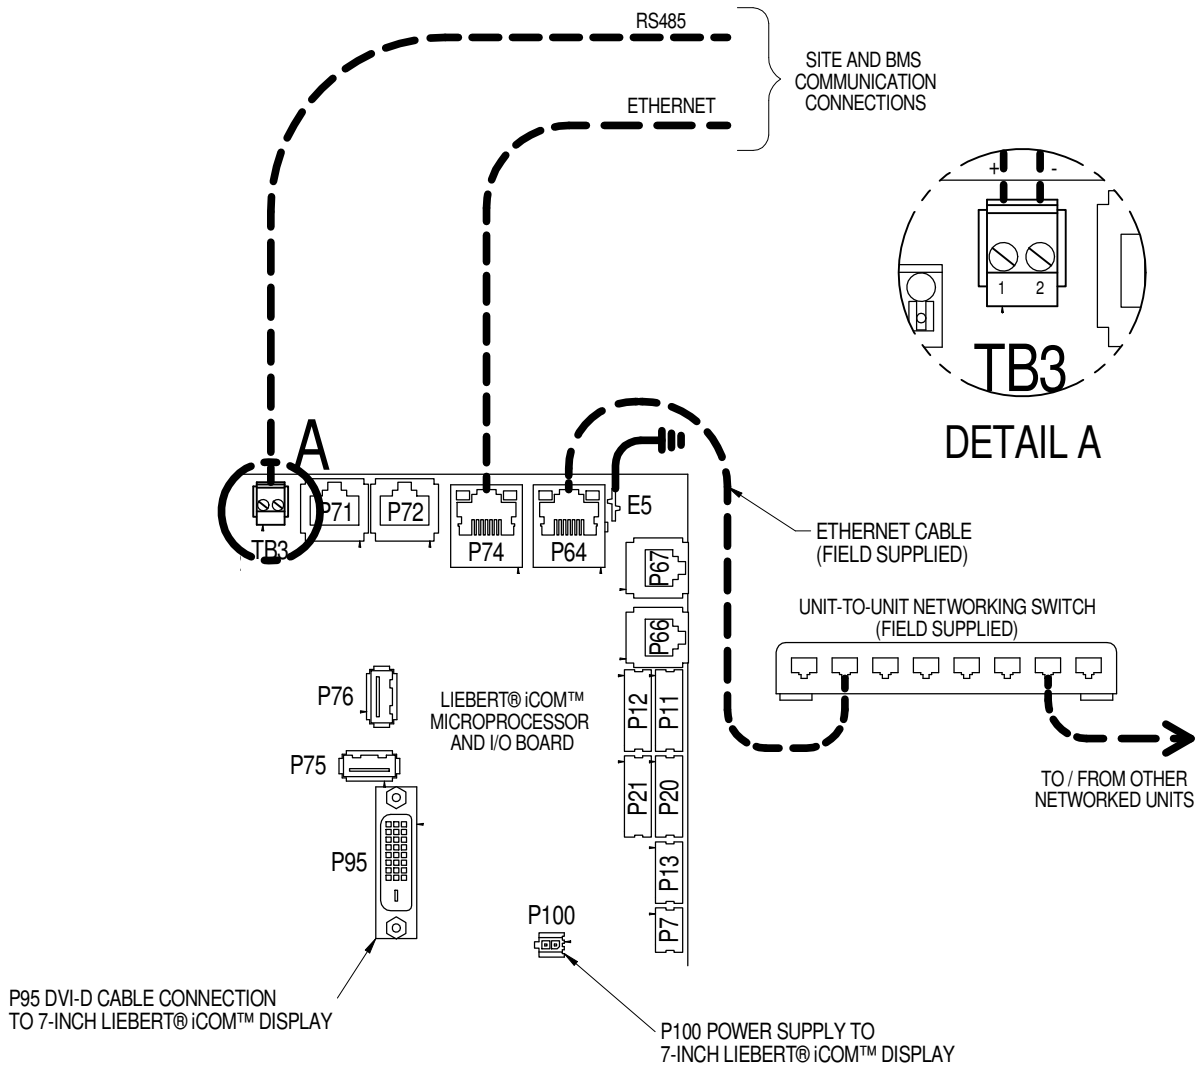 RS485
SITE AND BMS
COMMUNICATION
CONNECTIONS
ETHERNET
+ -
1 2
TB3
DETAIL A
A
P71
P72
TB3
P74
P64
E5
ETHERNET CABLE
(FIELD SUPPLIED)
P67
UNIT-TO-UNIT NETWORKING SWITCH
(FIELD SUPPLIED)
P66
P76
LIEBERT® iCOM™
MICROPROCESSOR
AND I/O BOARD
P12
P11
P75
P21
P20
TO / FROM OTHER
NETWORKED UNITS
P95
P13
P100
P7
P95 DVI-D CABLE CONNECTION
TO 7-INCH LIEBERT® iCOM™ DISPLAY
P100 POWER SUPPLY TO
7-INCH LIEBERT® iCOM™ DISPLAY